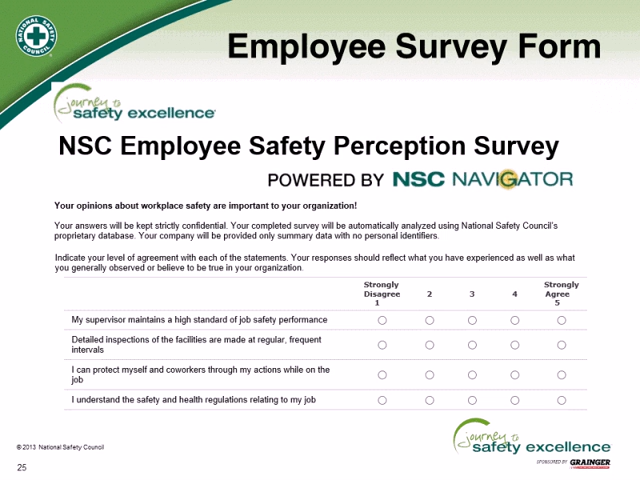 NATIONAL SAFETY COUNCIL
Employee Survey Form
journey to
safety excellence
NSC Employee Safety Perception Survey
POWERED BY NSC NAVIGATOR
Your opinions about workplace safety are important to your organization!
Your answers will be kept strictly confidential. Your completed survey will be automatically analyzed using National Safety Council's
proprietary database. Your company will be provided only summary data with no personal identifiers.
Indicate your level of agreement with each of the statements. Your responses should reflect what you have experienced as well as what
you generally observed or believe to be true in your organization.
Strongly Disagree 1 2 3 4 Strongly Agree 5
My supervisor maintains a high standard of job safety performance
Detailed inspections of the facilities are made at regular, frequent
intervals
I can protect myself and coworkers through my actions while on the
job
I understand the safety and health regulations relating to my job
journey to
safety excellence
© 2013 National Safety Council
SPONSORED BY GRAINGER
25